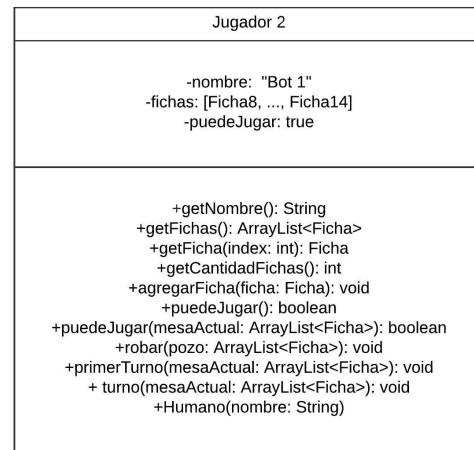 Jugador 2
-nombre:  "Bot 1"
-fichas: [Ficha8, ..., Ficha14]
-puedeJugar: true
+getNombre(): String
+getFichas(): ArrayList<Ficha>
+getFicha(index: int): Ficha
+getCantidadFichas(): int
+agregarFicha(ficha: Ficha): void
+puedeJugar(): boolean
+puedeJugar(mesaActual: ArrayList<Ficha>): boolean
+robar(pozo: ArrayList<Ficha>): void
+primerTurno(mesaActual: ArrayList<Ficha>): void
+ turno(mesaActual: ArrayList<Ficha>): void
+Humano(nombre: String)